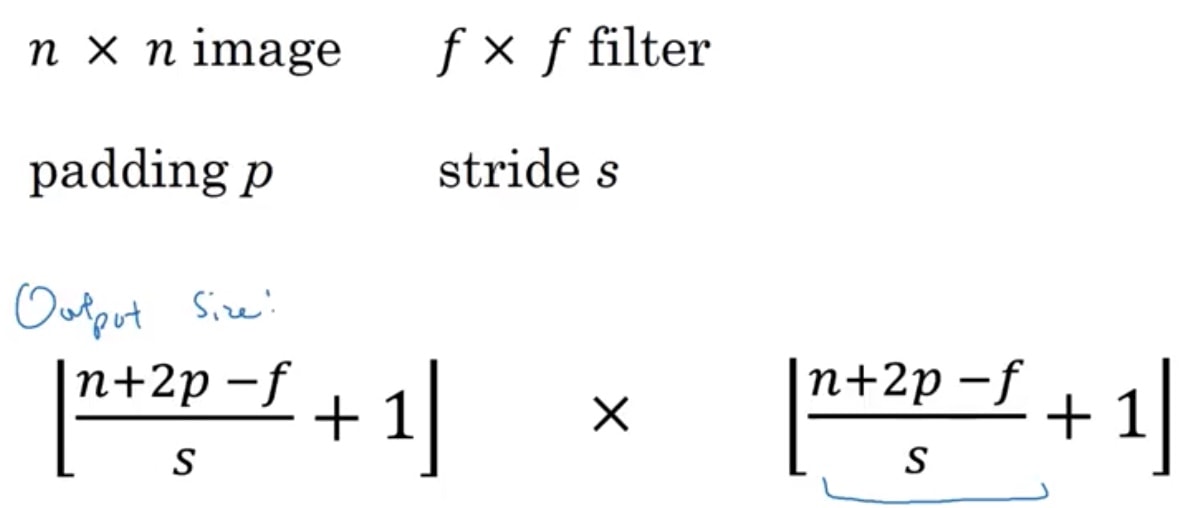 n × n image f × f filter
padding p stride s
Output size:
⌊(n+2p −f)/s + 1⌋ × ⌊(n+2p −f)/s + 1⌋